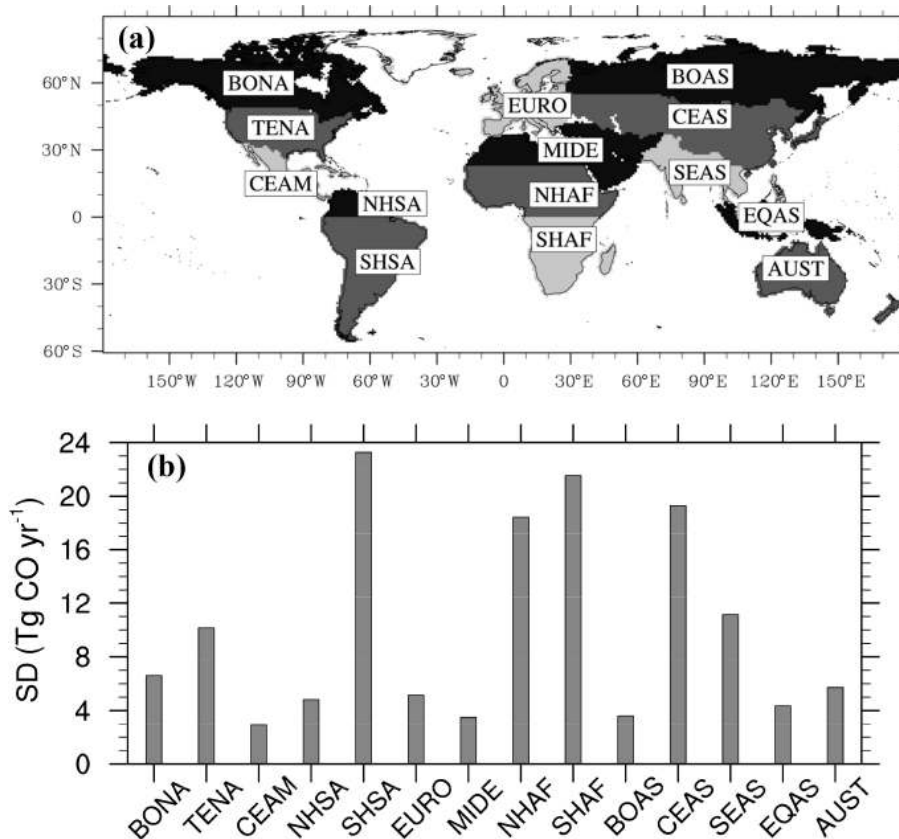 (a)
60°N
30°N
0
30°S
60°S
BONA
BOAS
EURO
CEAS
TENA
MIDE
SEAS
CEAM
NHSA
NHAF
EQAS
SHAF
SHSA
AUST
150°W 120°W 90°W 60°W 30°W 0 30°E 60°E 90°E 120°E 150°E
(b)
SD (Tg CO yr⁻¹)
24
20
16
12
8
4
0
BONA TENA CEAM NHSA SHSA EURO MIDE NHAF SHAF BOAS CEAS SEAS EQAS AUST